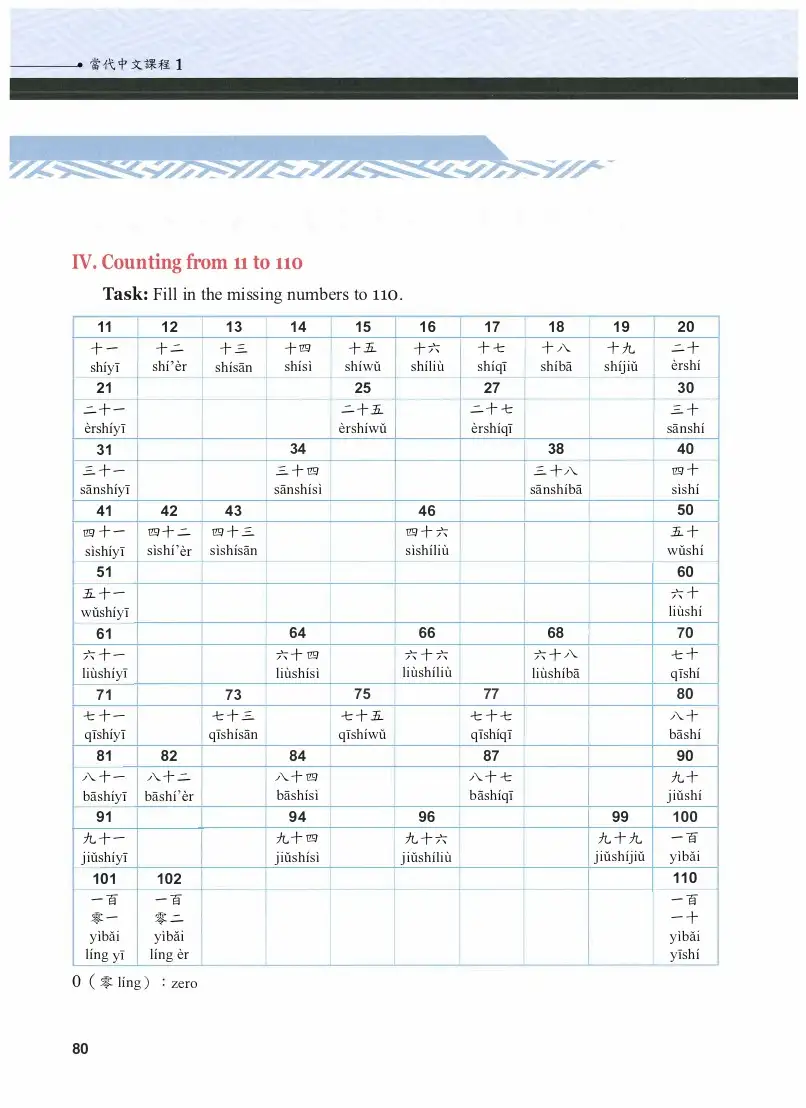 當代中文課程 1
IV. Counting from 11 to 110
Task: Fill in the missing numbers to 110.
11 12 13 14 15 16 17 18 19 20
十一 十二 十三 十四 十五 十六 十七 十八 十九 二十
shíyī shí’èr shísān shísì shíwǔ shíliù shíqī shíbā shíjiǔ èrshí
21 25 27 30
二十一 二十五 二十七 三十
èrshíyī èrshíwǔ èrshíqī sānshí
31 34 38 40
三十一 三十四 三十八 四十
sānshíyī sānshísì sānshíbā sìshí
41 42 43 46 50
四十一 四十二 四十三 四十六 五十
sìshíyī sìshí’èr sìshísān sìshíliù wǔshí
51 60
五十一 六十
wǔshíyī liùshí
61 64 66 68 70
六十一 六十四 六十六 六十八 七十
liùshíyī liùshísì liùshíliù liùshíbā qīshí
71 73 75 77 80
七十一 七十三 七十五 七十七 八十
qīshíyī qīshísān qīshíwǔ qīshíqī bāshí
81 82 84 87 90
八十一 八十二 八十四 八十七 九十
bāshíyī bāshí’èr bāshísì bāshíqī jiǔshí
91 94 96 99 100
九十一 九十四 九十六 九十九 一百
jiǔshíyī jiǔshísì jiǔshíliù jiǔshíjiǔ yìbǎi
101 102 110
一百 一百 一百
零一 零二 一十
yìbǎi yìbǎi yìbǎi
líng yī líng èr yīshí
0（零 líng）：zero
80